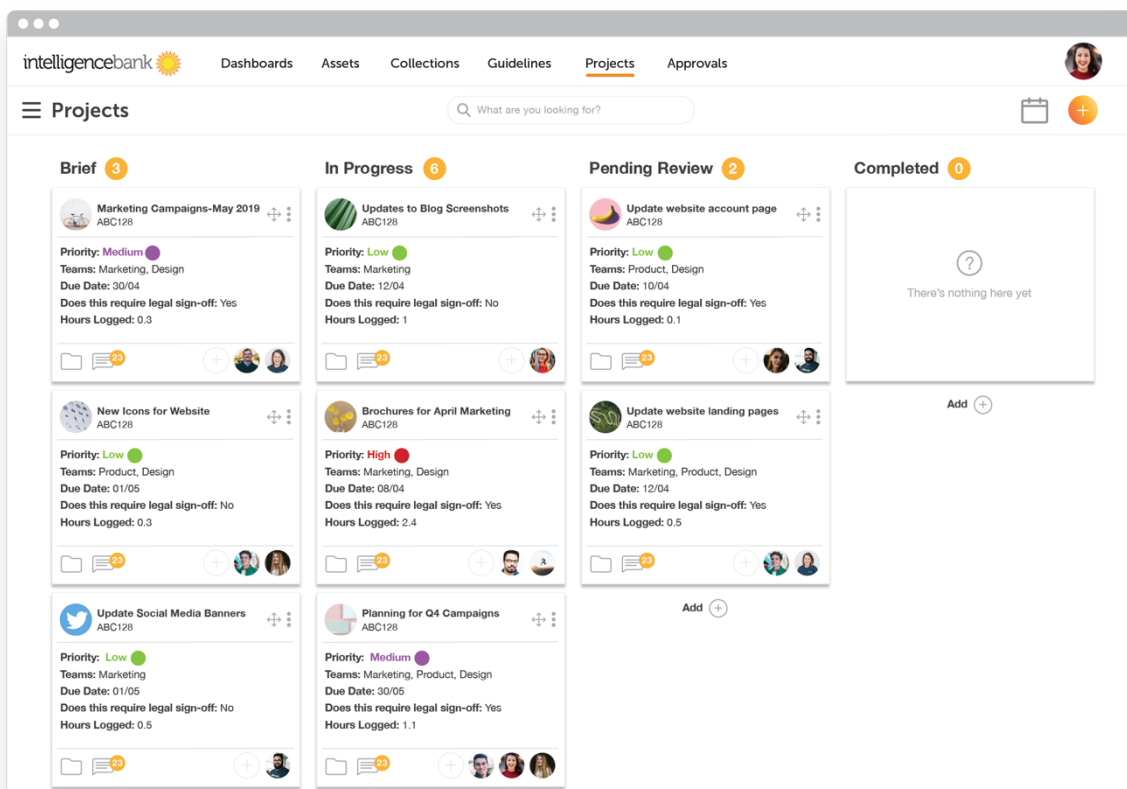 intelligencebank
Dashboards
Assets
Collections
Guidelines
Projects
Approvals
Projects
What are you looking for?
Brief 3
Marketing Campaigns-May 2019
ABC128
Priority: Medium
Teams: Marketing, Design
Due Date: 30/04
Does this require legal sign-off: Yes
Hours Logged: 0.3
23
New Icons for Website
ABC128
Priority: Low
Teams: Product, Design
Due Date: 01/05
Does this require legal sign-off: No
Hours Logged: 0.3
23
Update Social Media Banners
ABC128
Priority: Low
Teams: Marketing
Due Date: 01/05
Does this require legal sign-off: No
Hours Logged: 0.5
23
In Progress 6
Updates to Blog Screenshots
ABC128
Priority: Low
Teams: Marketing
Due Date: 12/04
Does this require legal sign-off: No
Hours Logged: 1
23
Brochures for April Marketing
ABC128
Priority: High
Teams: Marketing, Design
Due Date: 08/04
Does this require legal sign-off: Yes
Hours Logged: 2.4
23
Planning for Q4 Campaigns
ABC128
Priority: Medium
Teams: Marketing, Product, Design
Due Date: 30/05
Does this require legal sign-off: Yes
Hours Logged: 1.1
23
Pending Review 2
Update website account page
ABC128
Priority: Low
Teams: Product, Design
Due Date: 10/04
Does this require legal sign-off: Yes
Hours Logged: 0.1
23
Update website landing pages
ABC128
Priority: Low
Teams: Marketing, Product, Design
Due Date: 12/04
Does this require legal sign-off: Yes
Hours Logged: 0.5
23
Add
Completed 0
There's nothing here yet
Add